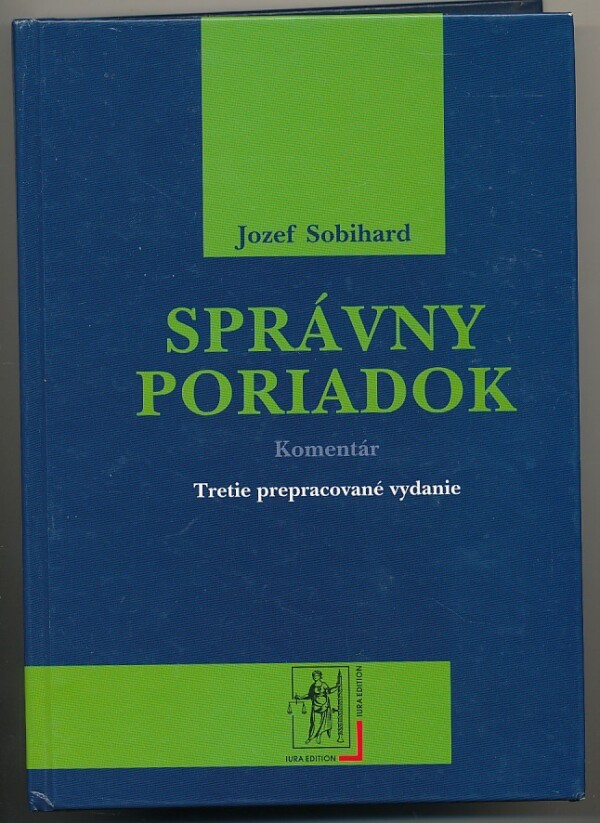 Jozef Sobihard
SPRÁVNY
PORIADOK
Komentár
Tretie prepracované vydanie
IURA EDITION
IURA EDITION